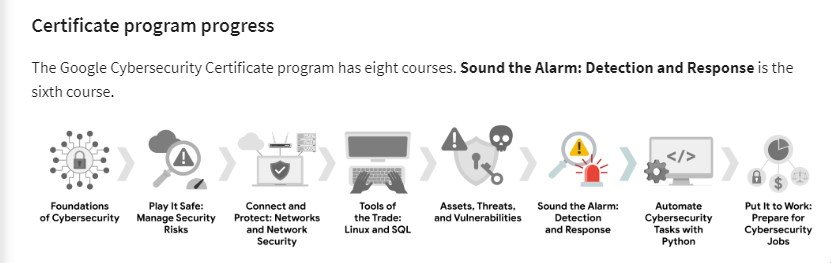 Certificate program progress
The Google Cybersecurity Certificate program has eight courses. Sound the Alarm: Detection and Response is the
sixth course.
</>
$
Foundations
of Cybersecurity
Play It Safe:
Manage Security
Risks
Connect and
Protect: Networks
and Network
Security
Tools of
the Trade:
Linux and SQL
Assets, Threats,
and Vulnerabilities
Sound the Alarm:
Detection
and Response
Automate
Cybersecurity
Tasks with
Python
Put It to Work:
Prepare for
Cybersecurity
Jobs